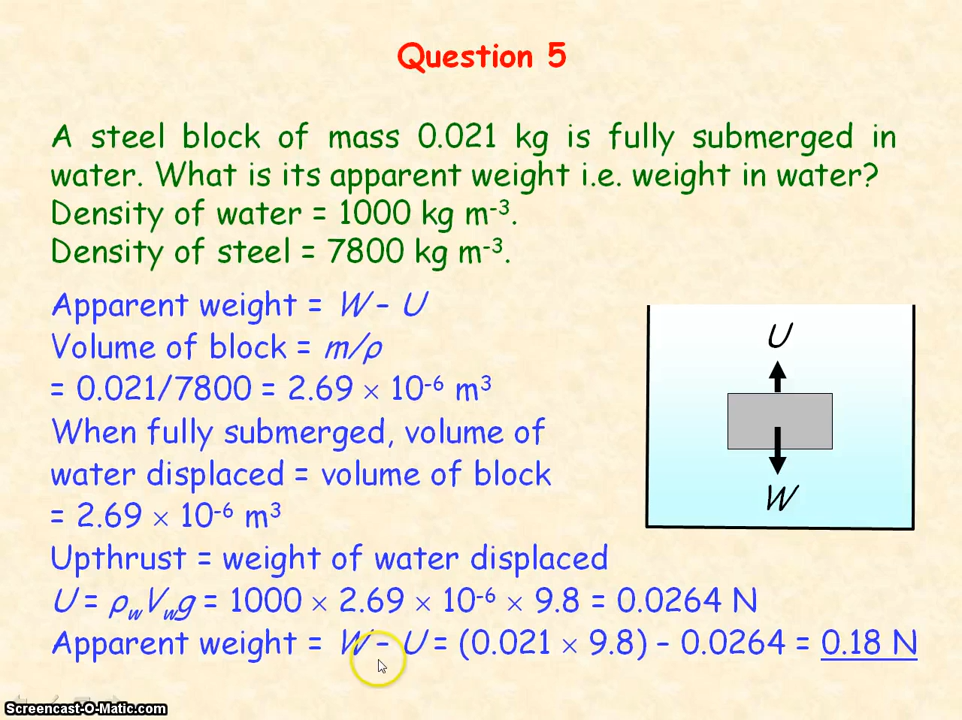 Question 5
A steel block of mass 0.021 kg is fully submerged in
water. What is its apparent weight i.e. weight in water?
Density of water = 1000 kg m⁻³.
Density of steel = 7800 kg m⁻³.
Apparent weight = W – U
Volume of block = m/ρ
= 0.021/7800 = 2.69 × 10⁻⁶ m³
When fully submerged, volume of
water displaced = volume of block
= 2.69 × 10⁻⁶ m³
Upthrust = weight of water displaced
U = ρ_wV_wg = 1000 × 2.69 × 10⁻⁶ × 9.8 = 0.0264 N
Apparent weight = W – U = (0.021 × 9.8) – 0.0264 = 0.18 N
U
W
Screencast-O-Matic.com